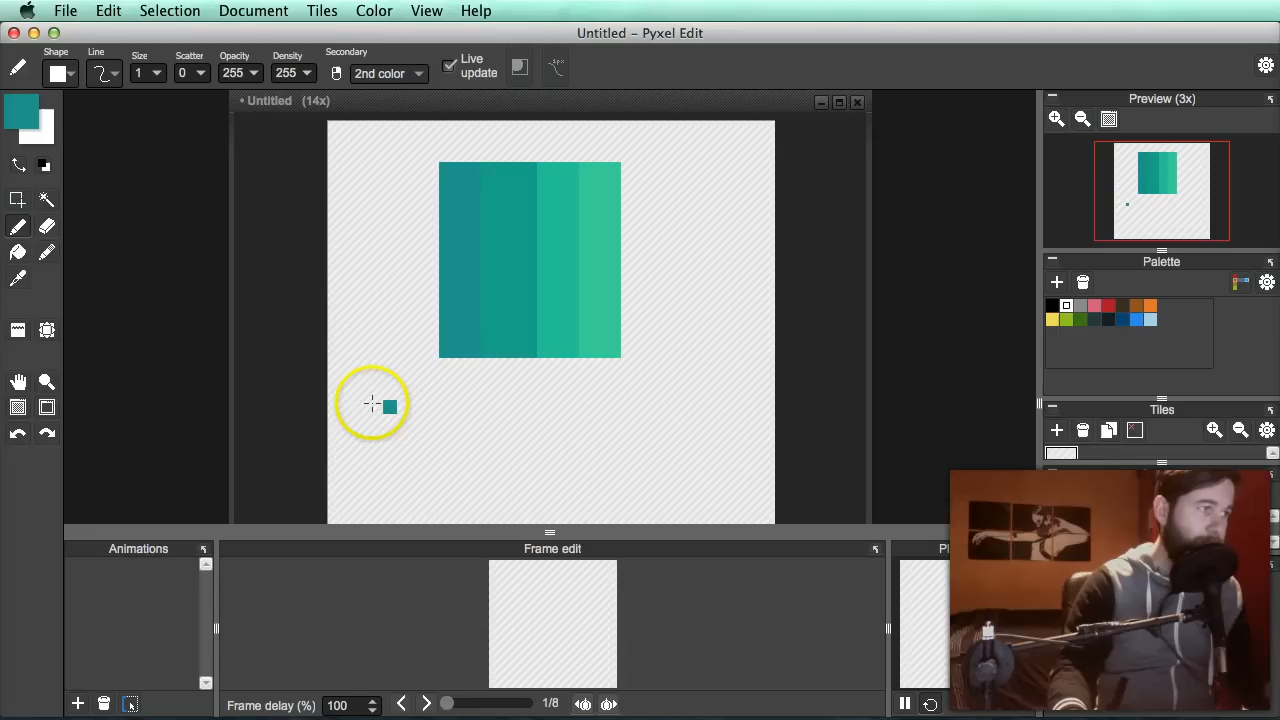 File Edit Selection Document Tiles Color View Help
Untitled – Pyxel Edit
Shape Line Size Scatter Opacity Density Secondary
1 0 255 255 2nd color Live update
• Untitled (14x)
Preview (3x)
Palette
Tiles
Animations Frame edit
Frame delay (%) 100 1/8